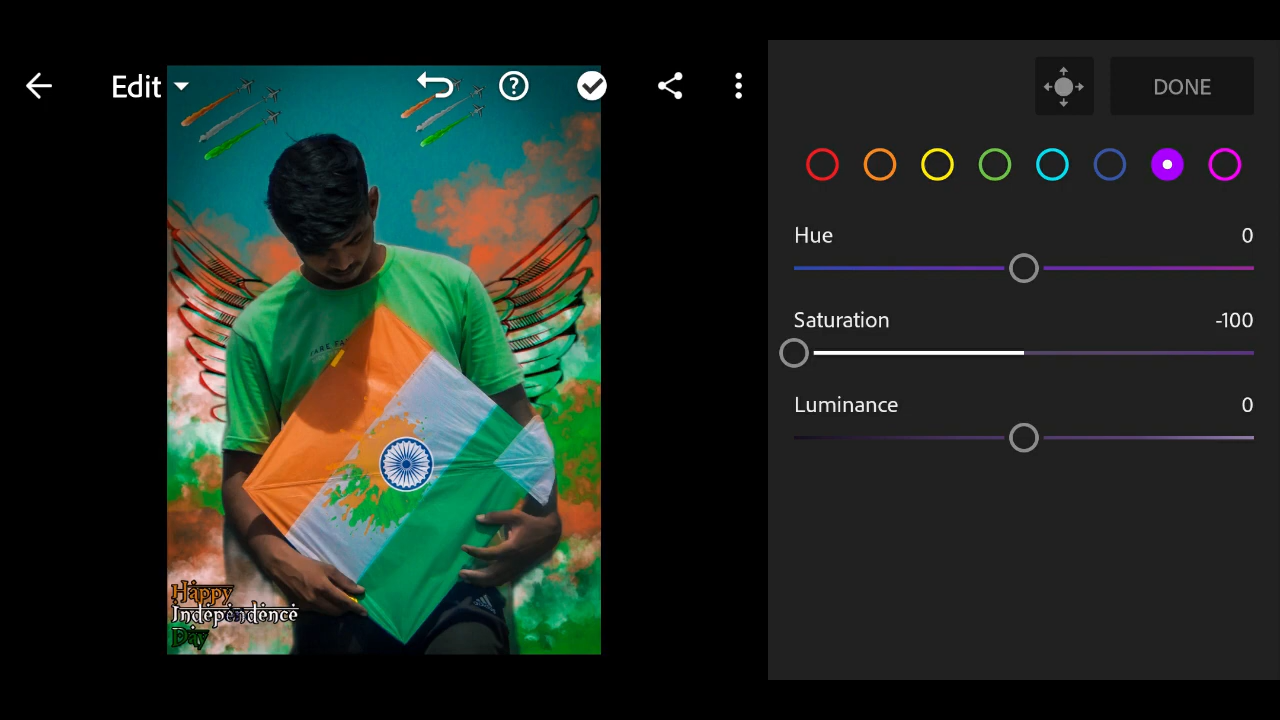 Edit
DONE
Hue 0
Saturation -100
Luminance 0
Happy
Independence
Day